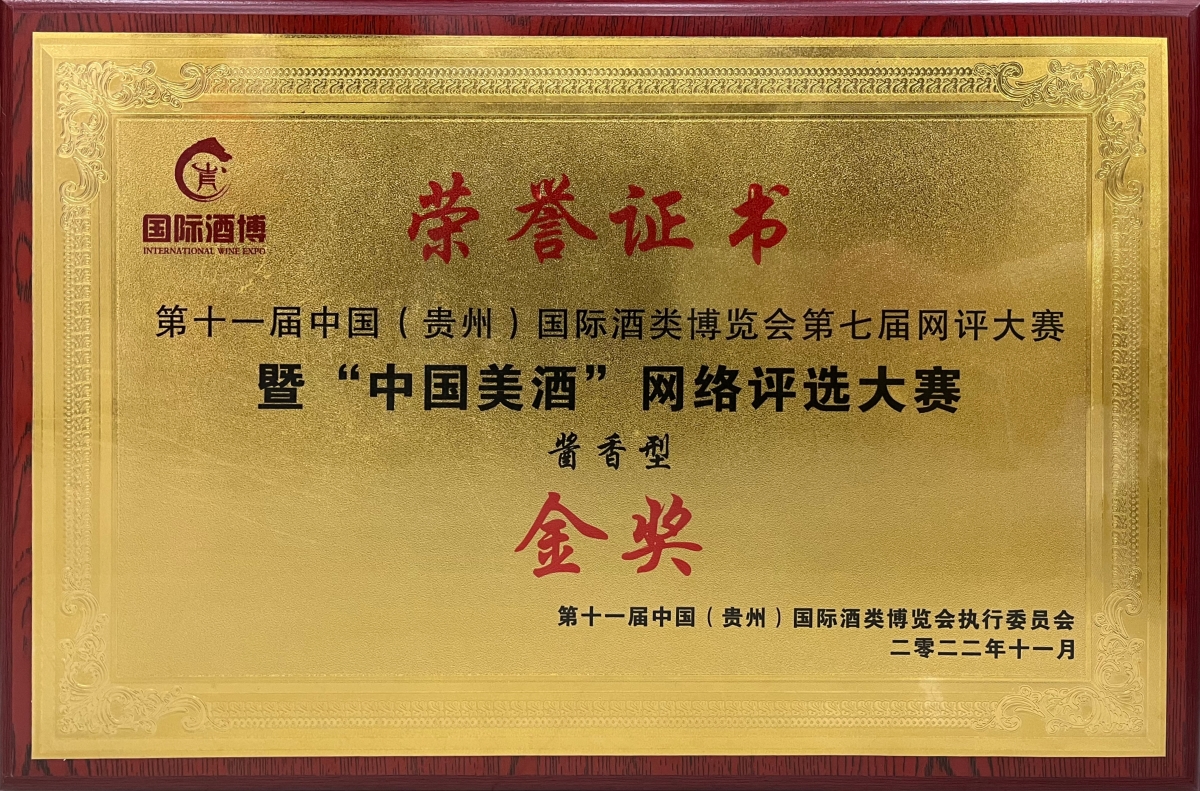 国际酒博
INTERNATIONAL WINE EXPO
荣誉证书
第十一届中国（贵州）国际酒类博览会第七届网评大赛
暨“中国美酒”网络评选大赛
酱香型
金奖
第十一届中国（贵州）国际酒类博览会执行委员会
二零二二年十一月